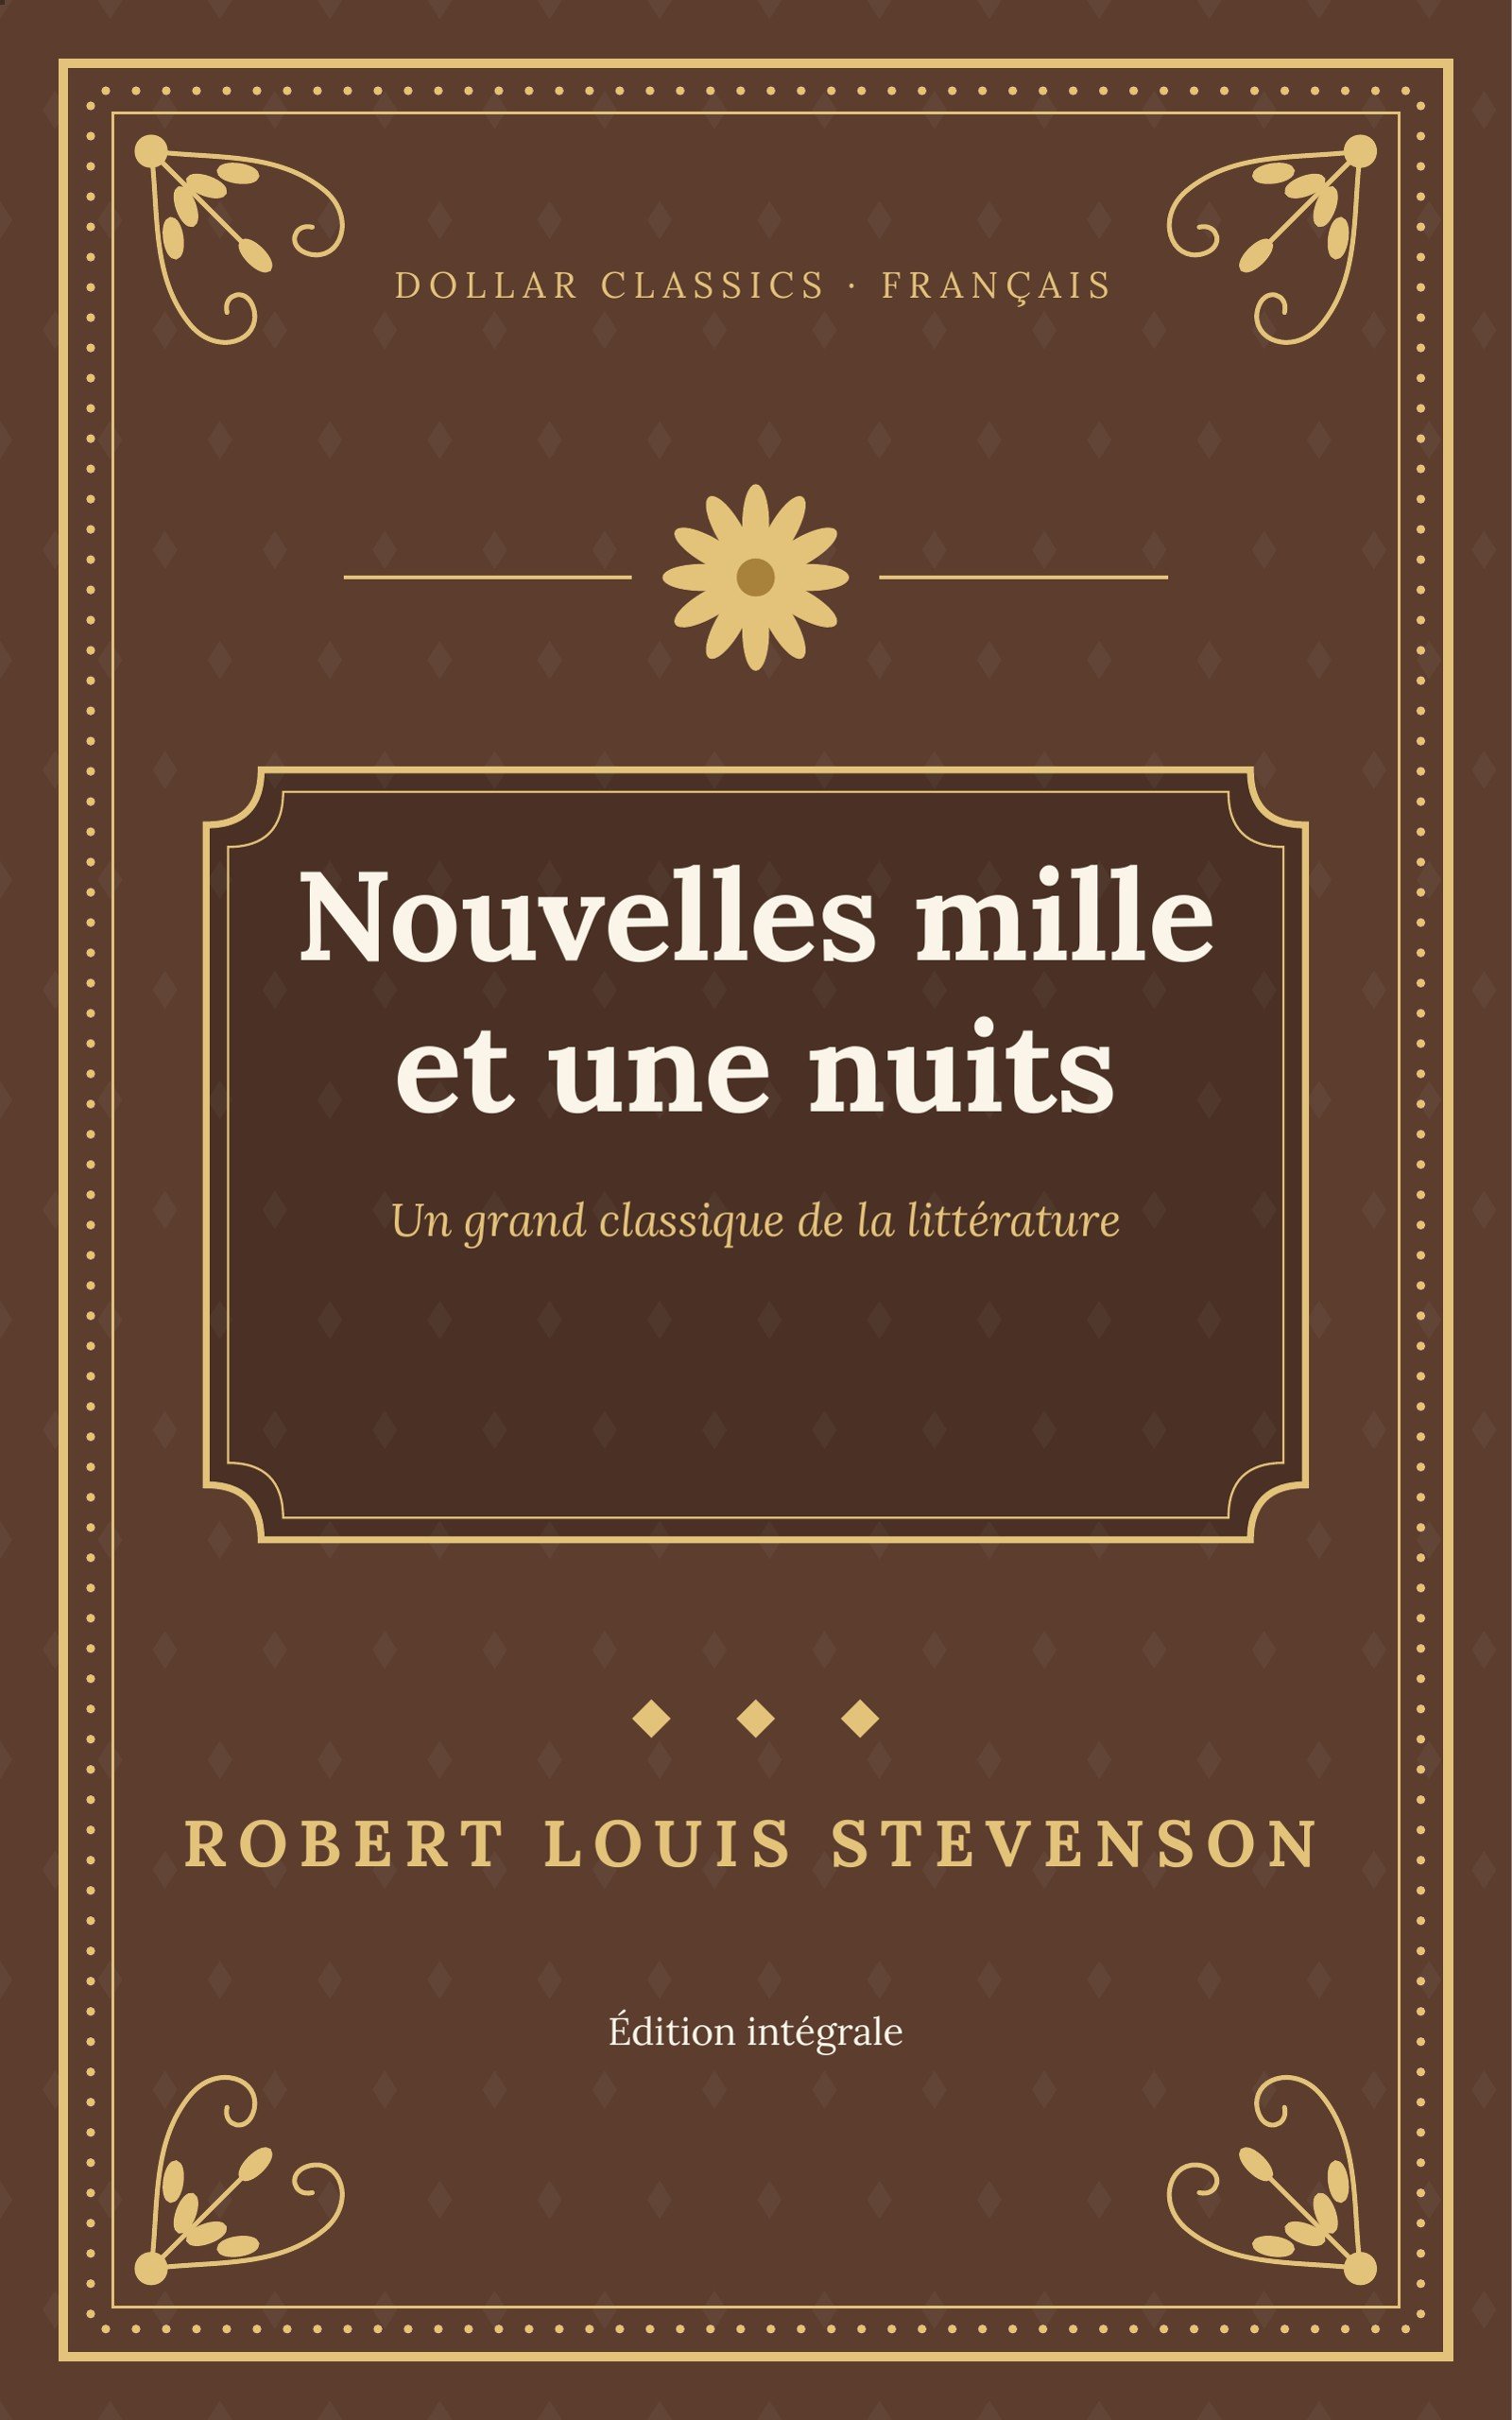 DOLLAR CLASSICS · FRANÇAIS
Nouvelles mille
et une nuits
Un grand classique de la littérature
ROBERT LOUIS STEVENSON
Édition intégrale